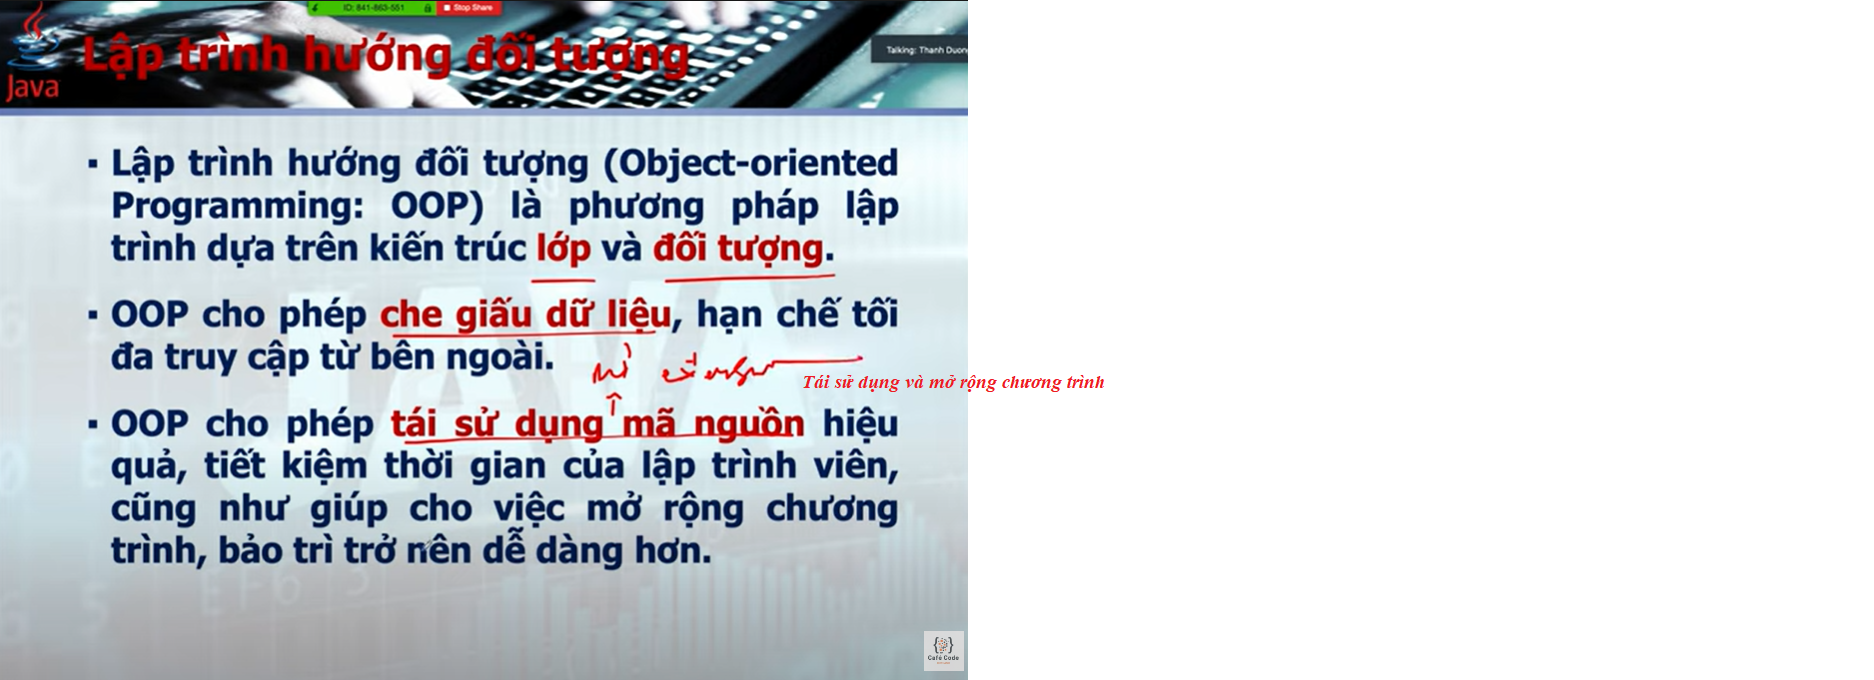 ID: 841-863-551
Stop Share
Java
Lập trình hướng đối tượng
Talking: Thanh Duong
▪ Lập trình hướng đối tượng (Object-oriented
Programming: OOP) là phương pháp lập
trình dựa trên kiến trúc lớp và đối tượng.
▪ OOP cho phép che giấu dữ liệu, hạn chế tối
đa truy cập từ bên ngoài.
Tái sử dụng và mở rộng chương trình
▪ OOP cho phép tái sử dụng mã nguồn hiệu
quả, tiết kiệm thời gian của lập trình viên,
cũng như giúp cho việc mở rộng chương
trình, bảo trì trở nên dễ dàng hơn.
Café Code